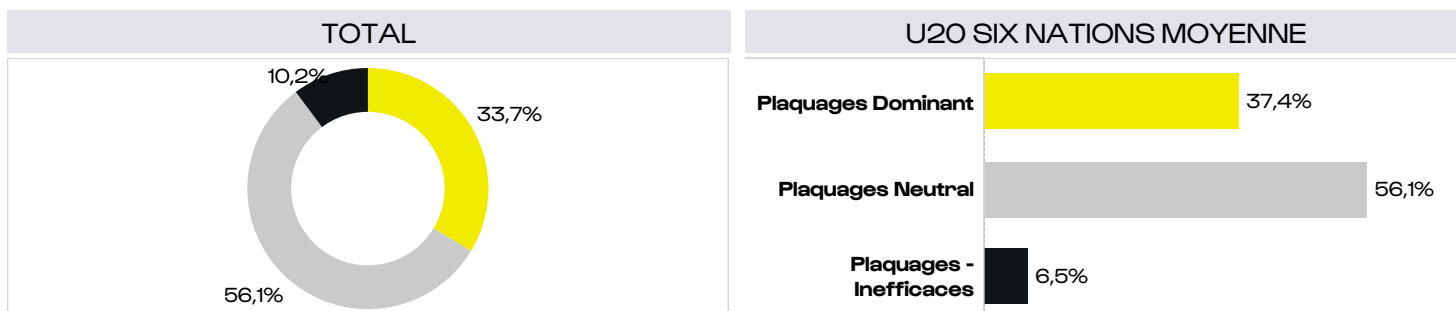 TOTAL
10,2%
33,7%
56,1%
U20 SIX NATIONS MOYENNE
Plaquages Dominant
37,4%
Plaquages Neutral
56,1%
Plaquages -
Inefficaces
6,5%